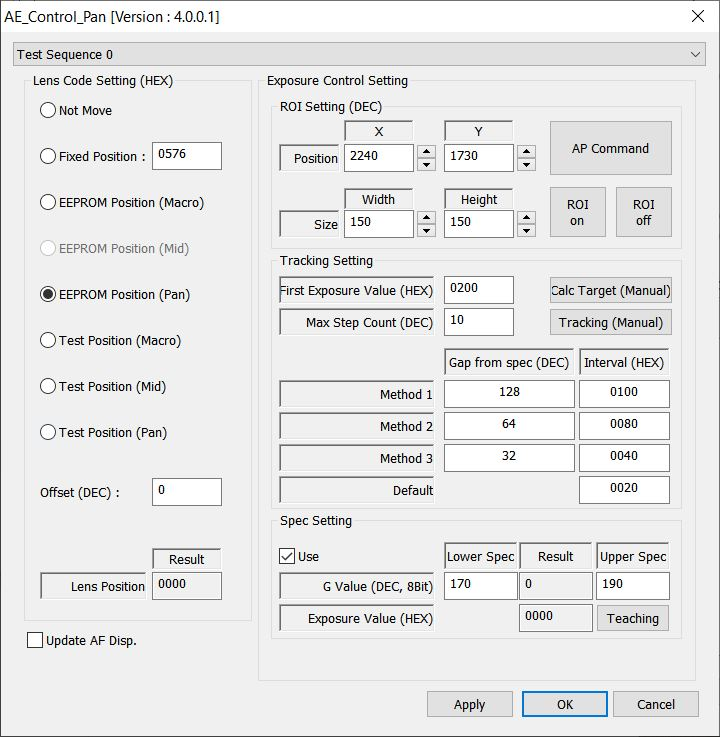 AE_Control_Pan [Version : 4.0.0.1]
Test Sequence 0
Lens Code Setting (HEX)
Not Move
Fixed Position :
0576
EEPROM Position (Macro)
EEPROM Position (Mid)
EEPROM Position (Pan)
Test Position (Macro)
Test Position (Mid)
Test Position (Pan)
Offset (DEC) :
0
Result
Lens Position
0000
Update AF Disp.
Exposure Control Setting
ROI Setting (DEC)
X
Y
Position
2240
1730
AP Command
Width
Height
Size
150
150
ROI
on
ROI
off
Tracking Setting
First Exposure Value (HEX)
0200
Calc Target (Manual)
Max Step Count (DEC)
10
Tracking (Manual)
Gap from spec (DEC)
Interval (HEX)
Method 1
128
0100
Method 2
64
0080
Method 3
32
0040
Default
0020
Spec Setting
Use
Lower Spec
Result
Upper Spec
G Value (DEC, 8Bit)
170
0
190
Exposure Value (HEX)
0000
Teaching
Apply
OK
Cancel